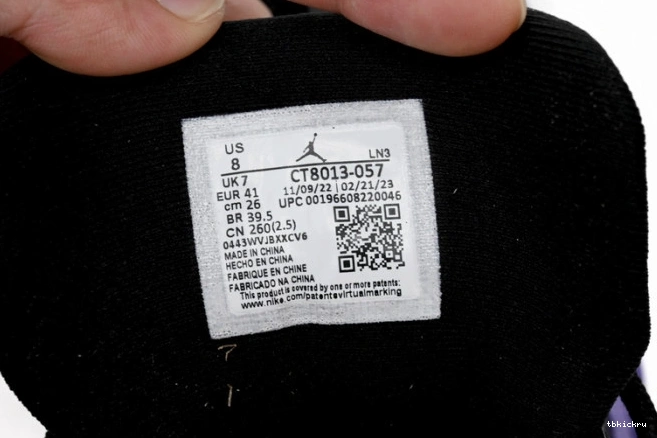 US
8
LN3
UK 7
CT8013-057
EUR 41
11/09/22 | 02/21/23
cm 26
UPC 00196608220046
BR 39.5
CN 260(2.5)
0443WVJBXXCV6
MADE IN CHINA
HECHO EN CHINA
FABRIQUE EN CHINE
FABRICADO NA CHINA
This product is covered by one or more patents:
www.nike.com/patents•virtualmarking
tbkickru